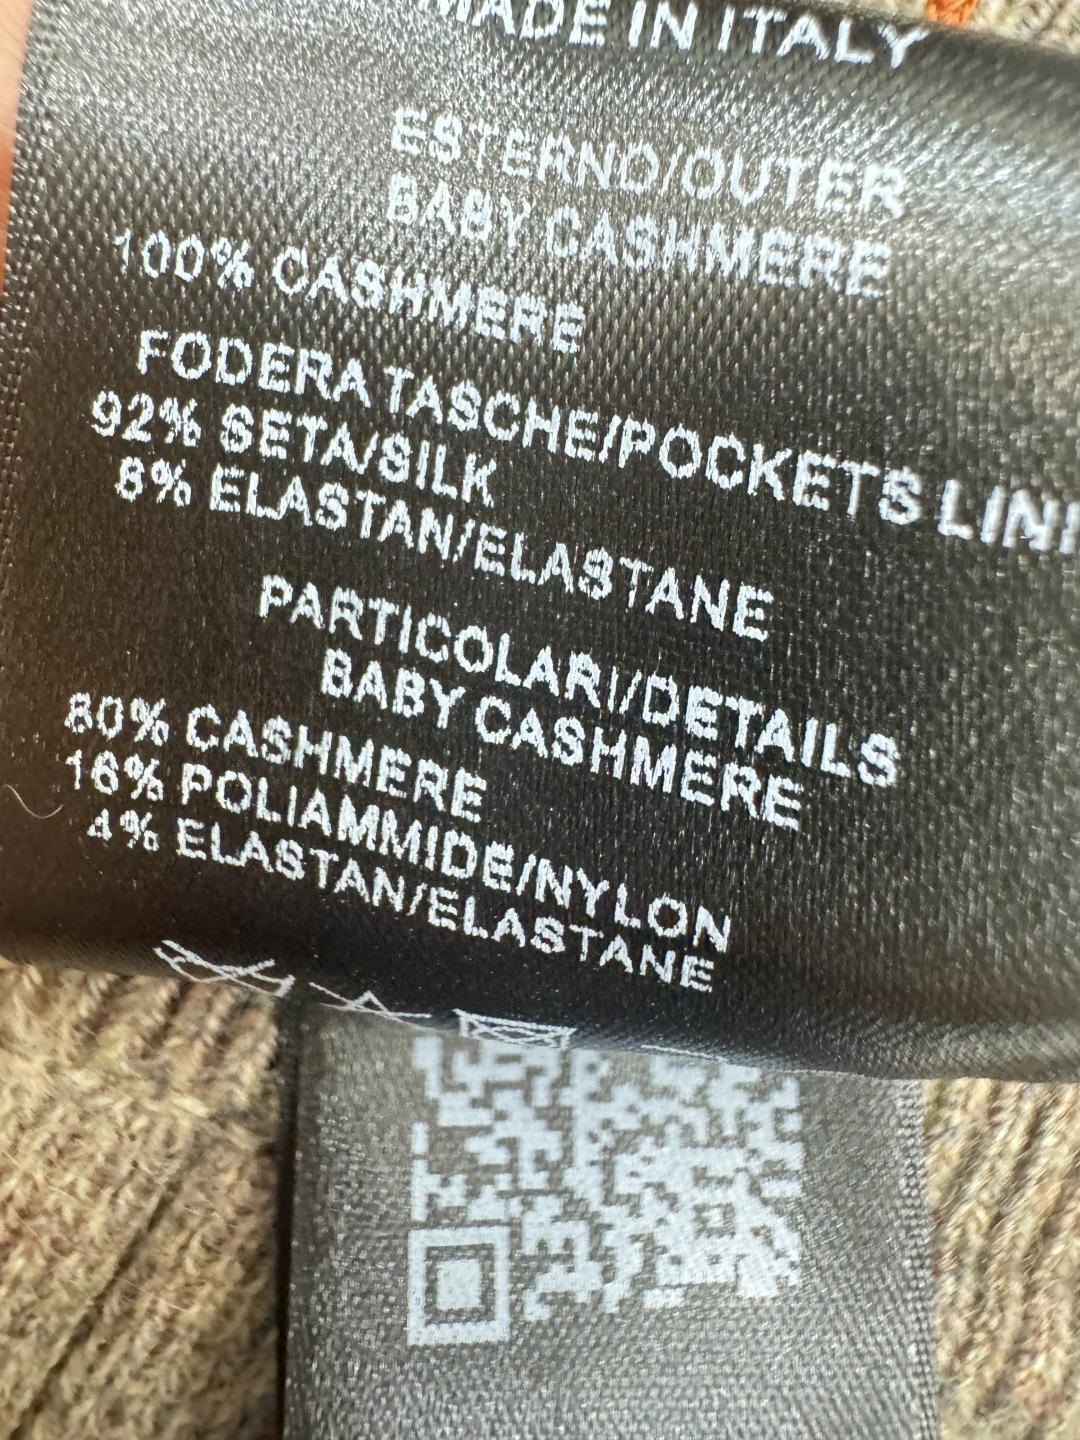 MADE IN ITALY
ESTERNO/OUTER
BABY CASHMERE
100% CASHMERE
FODERA TASCHE/POCKETS LINI
92% SETA/SILK
8% ELASTAN/ELASTANE
PARTICOLARI/DETAILS
BABY CASHMERE
80% CASHMERE
16% POLIAMMIDE/NYLON
4% ELASTAN/ELASTANE